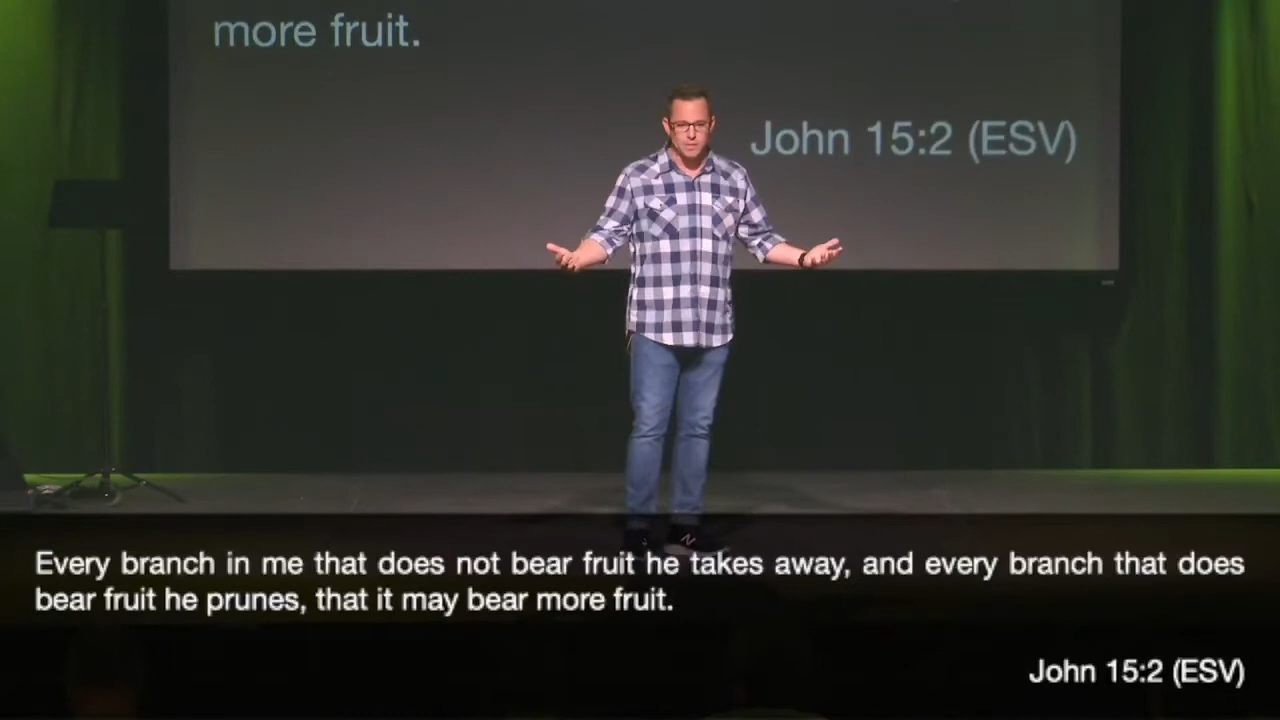 more fruit.
John 15:2 (ESV)
N
Every branch in me that does not bear fruit he takes away, and every branch that does
bear fruit he prunes, that it may bear more fruit.
John 15:2 (ESV)